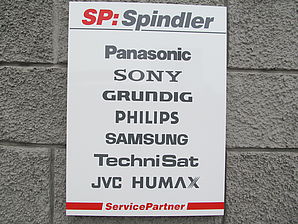 SP: Spindler
Panasonic
SONY
GRUNDIG
PHILIPS
SAMSUNG
TechniSat
JVC HUMAX
ServicePartner